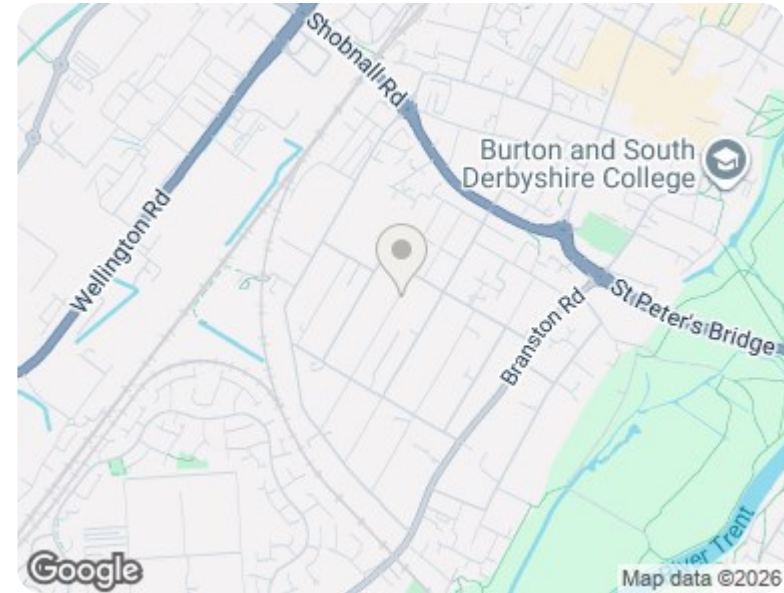 Shobnall Rd
Burton and South
Derbyshire College
Wellington Rd
St Peter's Bridge
Branston Rd
River Trent
Google
Map data ©2026